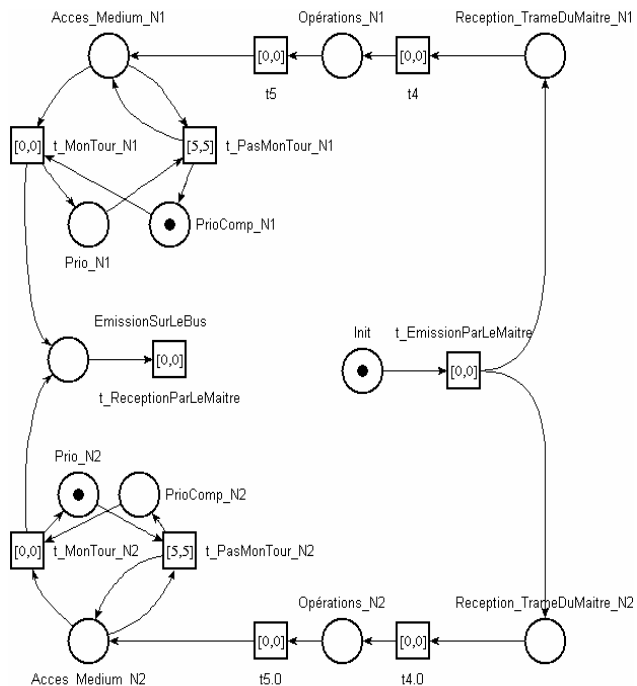 Acces_Medium_N1
Opérations_N1
Reception_TrameDuMaitre_N1
[0,0]
[0,0]
t5
t4
[0,0]
t_MonTour_N1
[5,5]
t_PasMonTour_N1
PrioComp_N1
Prio_N1
EmissionSurLeBus
Init
t_EmissionParLeMaitre
[0,0]
[0,0]
t_ReceptionParLeMaitre
Prio_N2
PrioComp_N2
[0,0]
t_MonTour_N2
[5,5]
t_PasMonTour_N2
Opérations_N2
Reception_TrameDuMaitre_N2
[0,0]
[0,0]
Acces_Medium_N2
t5.0
t4.0